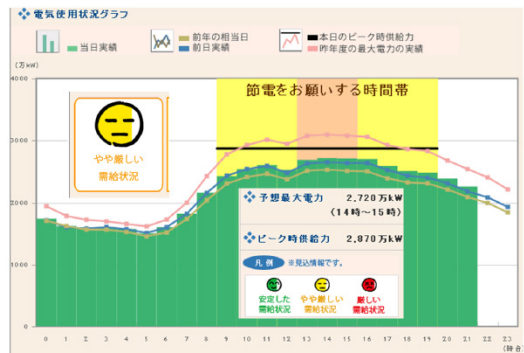 電気使用状況グラフ
当日実績
前年の相当日
前日実績
本日のピーク時供給力
昨年度の最大電力の実績
(万kW)
4000
3000
2000
1000
0
節電をお願いする時間帯
やや厳しい
需給状況
予想最大電力 2,720万kW
(14時～15時)
ピーク時供給力 2,870万kW
凡例 ※見込情報です。
安定した
需給状況
やや厳しい
需給状況
厳しい
需給状況
0 1 2 3 4 5 6 7 8 9 10 11 12 13 14 15 16 17 18 19 20 21 22 23
(時台)